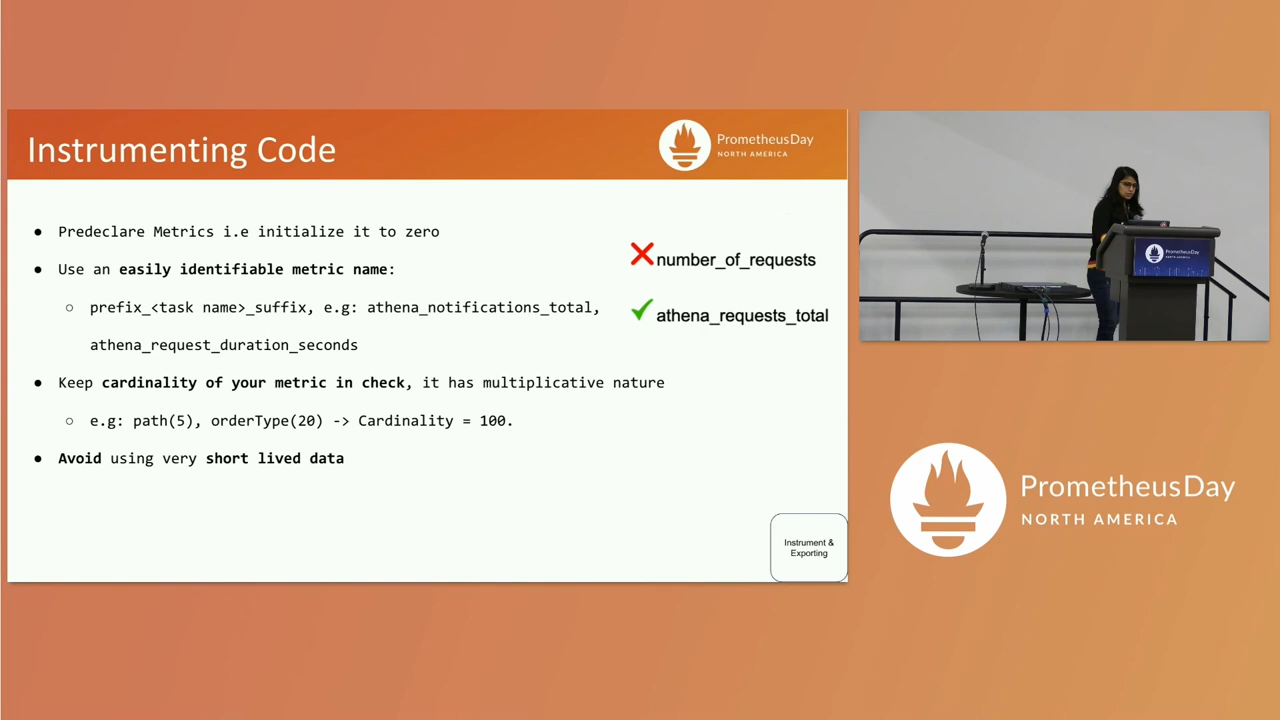 Instrumenting Code
PrometheusDay
NORTH AMERICA
● Predeclare Metrics i.e initialize it to zero
● Use an easily identifiable metric name:
○ prefix_<task name>_suffix, e.g: athena_notifications_total,
athena_request_duration_seconds
● Keep cardinality of your metric in check, it has multiplicative nature
○ e.g: path(5), orderType(20) -> Cardinality = 100.
● Avoid using very short lived data
❌ number_of_requests
✔ athena_requests_total
Instrument &
Exporting
PrometheusDay
PrometheusDay
NORTH AMERICA